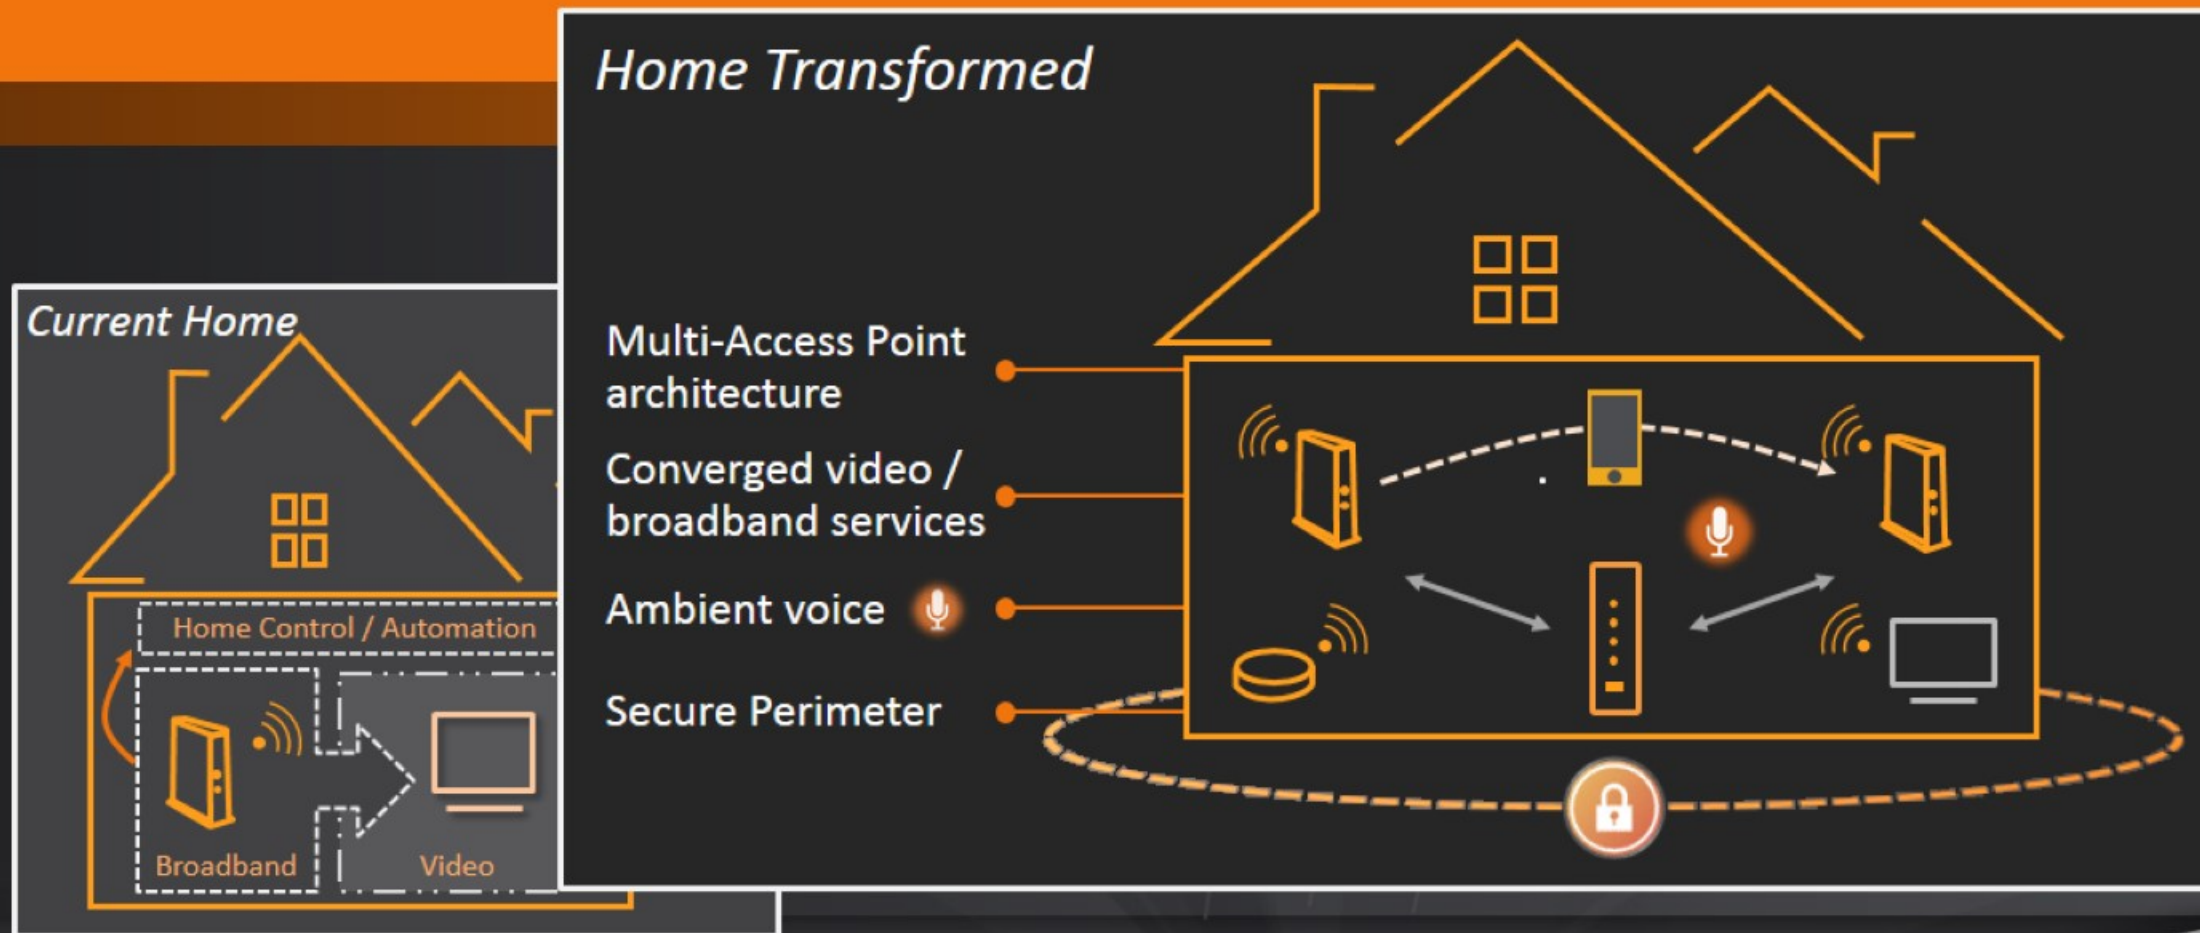 Home Transformed
Multi-Access Point
architecture
Converged video /
broadband services
Ambient voice
Secure Perimeter
Current Home
Home Control / Automation
Broadband
Video